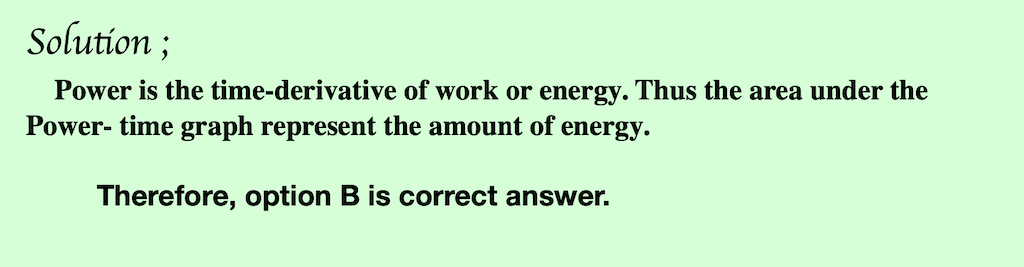 Solution ;
Power is the time-derivative of work or energy. Thus the area under the
Power- time graph represent the amount of energy.
Therefore, option B is correct answer.